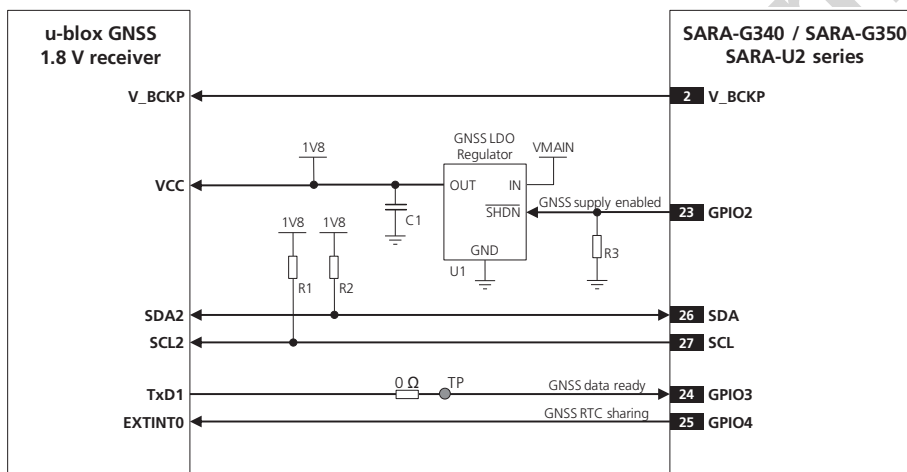 u-blox GNSS
1.8 V receiver
SARA-G340 / SARA-G350
SARA-U2 series
V_BCKP
2 V_BCKP
GNSS LDO
Regulator
VMAIN
1V8
VCC
OUT IN
C1
SHDN
GNSS supply enabled
23 GPIO2
1V8 1V8
GND
R3
U1
R1 R2
SDA2
26 SDA
SCL2
27 SCL
0 Ω TP
GNSS data ready
TxD1
24 GPIO3
GNSS RTC sharing
EXTINT0
25 GPIO4